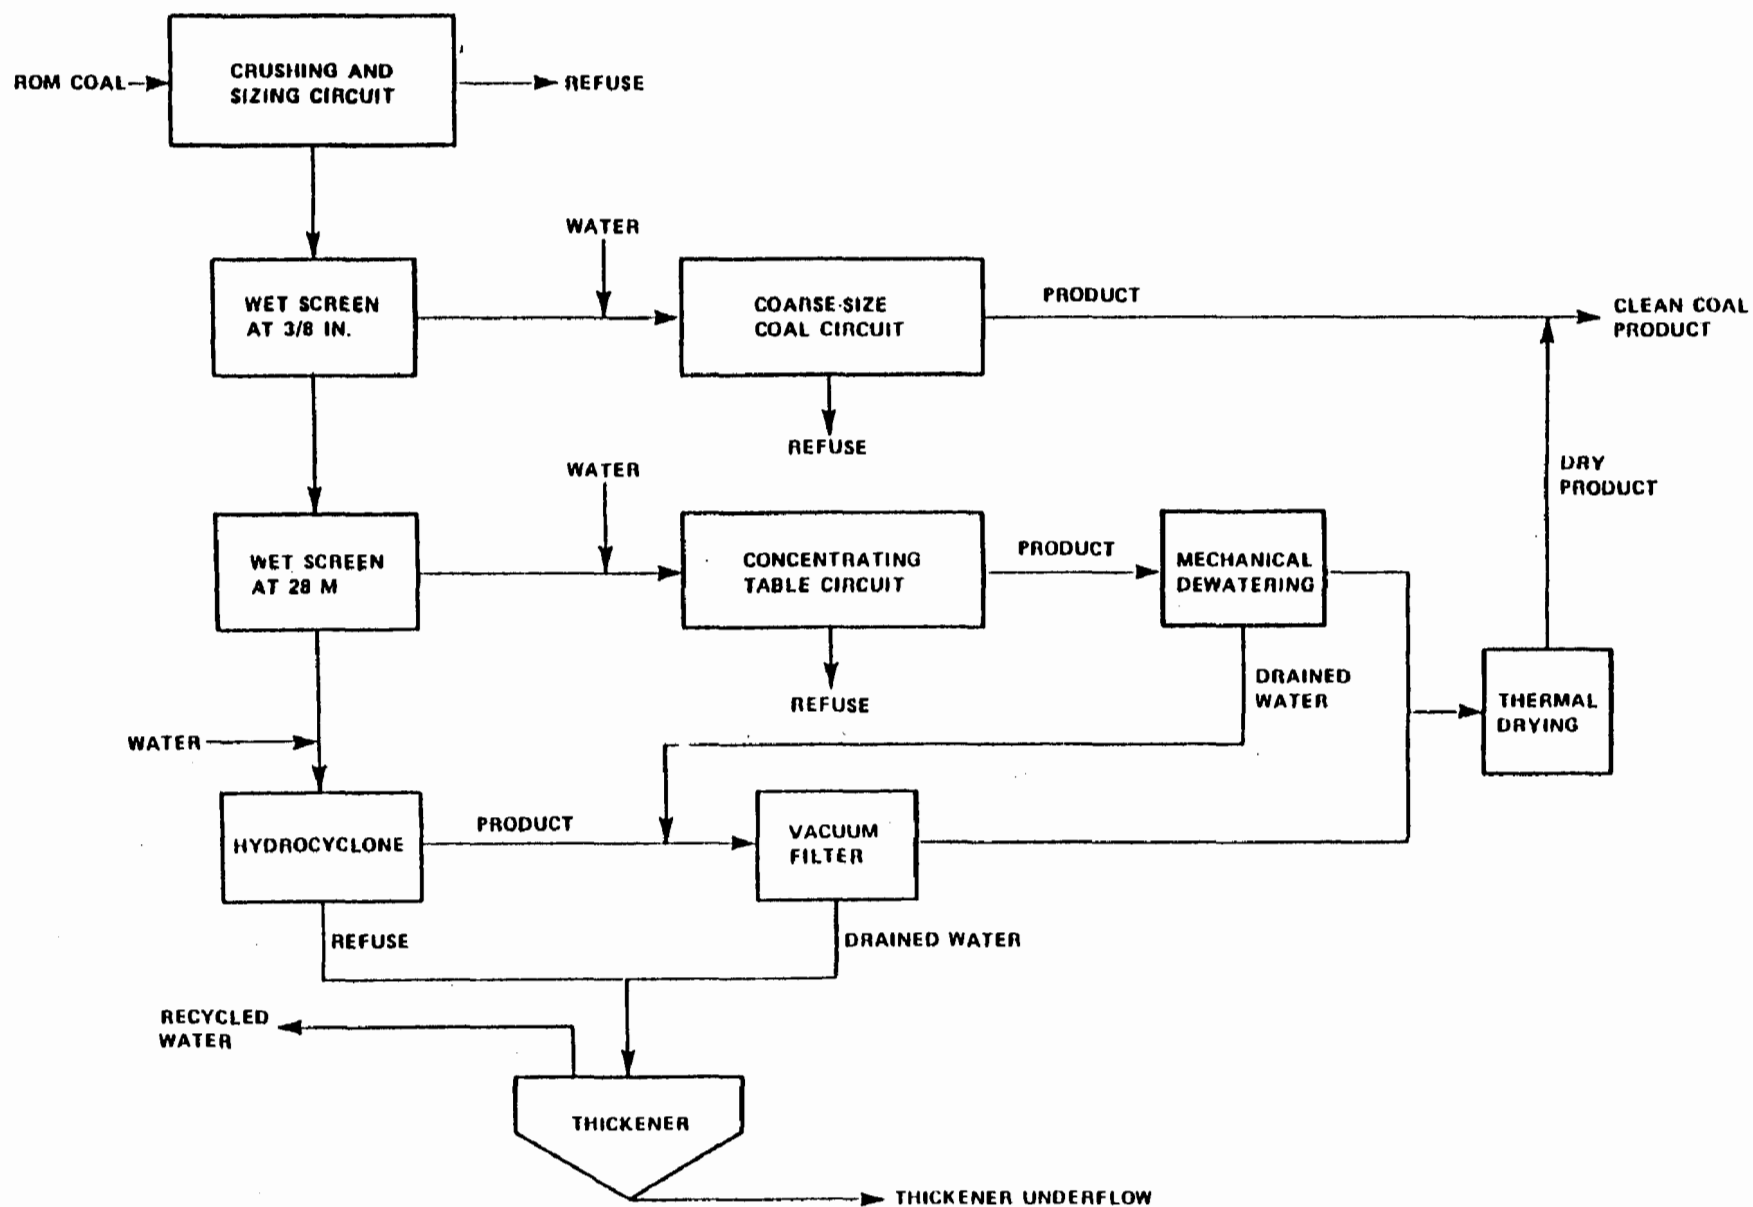 ROM COAL
CRUSHING AND
SIZING CIRCUIT
REFUSE
WATER
WET SCREEN
AT 3/8 IN.
COARSE-SIZE
COAL CIRCUIT
PRODUCT
CLEAN COAL
PRODUCT
REFUSE
WATER
DRY
PRODUCT
WET SCREEN
AT 28 M
CONCENTRATING
TABLE CIRCUIT
PRODUCT
MECHANICAL
DEWATERING
REFUSE
DRAINED
WATER
THERMAL
DRYING
WATER
HYDROCYCLONE
PRODUCT
VACUUM
FILTER
REFUSE
DRAINED WATER
RECYCLED
WATER
THICKENER
THICKENER UNDERFLOW